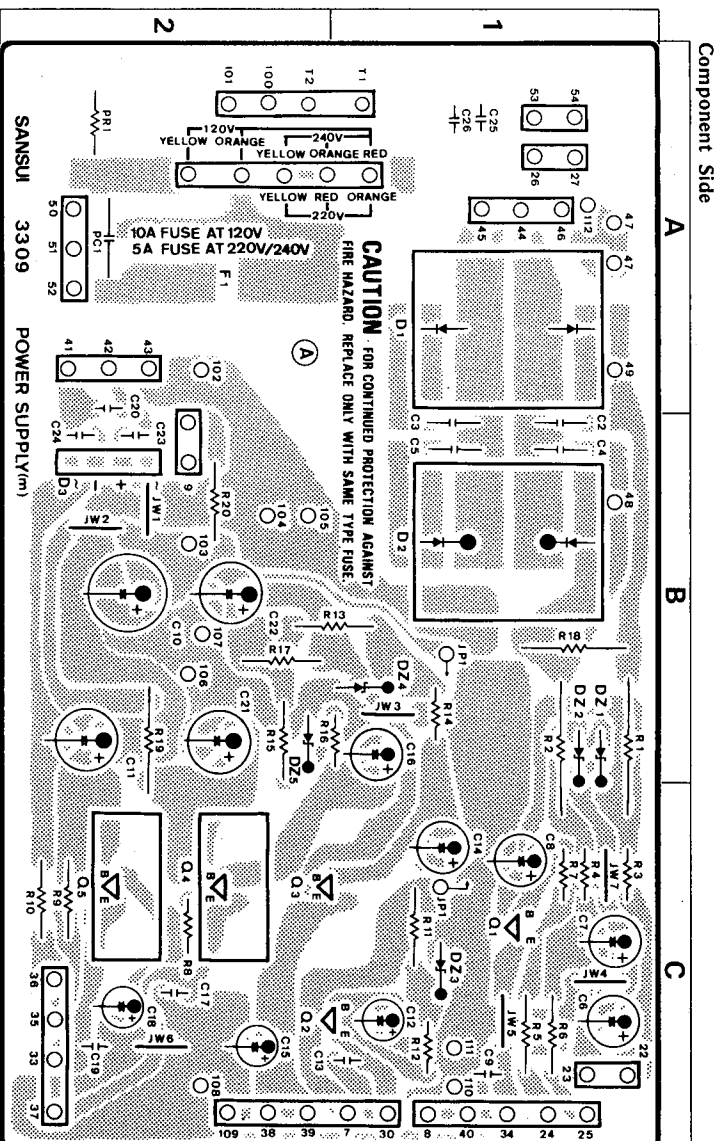 Component Side
2
1
A
B
C
101
100
T2
T1
53
54
C26
C25
26
27
PR1
120V
240V
YELLOW ORANGE
YELLOW ORANGE RED
YELLOW RED ORANGE
220V
45
44
46
112
47
47
SANSUI 3309 POWER SUPPLY(m)
50
51
52
PC1
10A FUSE AT 120V
5A FUSE AT 220V/240V
F1
CAUTION : FOR CONTINUED PROTECTION AGAINST
FIRE HAZARD, REPLACE ONLY WITH SAME TYPE FUSE.
A
D1
49
41
42
43
102
C20
C24
C23
C3
C2
C5
C4
9
D3
~
-
+
~
JW1
JW2
R20
104
105
48
D2
103
C10
107
C22
R13
R17
106
JP1
R18
DZ4
JW3
R14
C11
R19
C21
R15
DZ5
R16
C16
R2
DZ2
DZ1
R1
C14
C8
R
R4
JW7
R3
R10
R9
Q5
B
E
R8
Q4
B
E
Q3
B
E
JP1
R11
DZ3
Q1
B
E
C7
JW4
C6
36
35
33
37
C18
C17
JW6
C19
C15
Q2
B
E
C12
C13
R12
111
110
C9
JW5
R5
R6
23
22
108
109
38
39
7
30
8
40
34
24
25